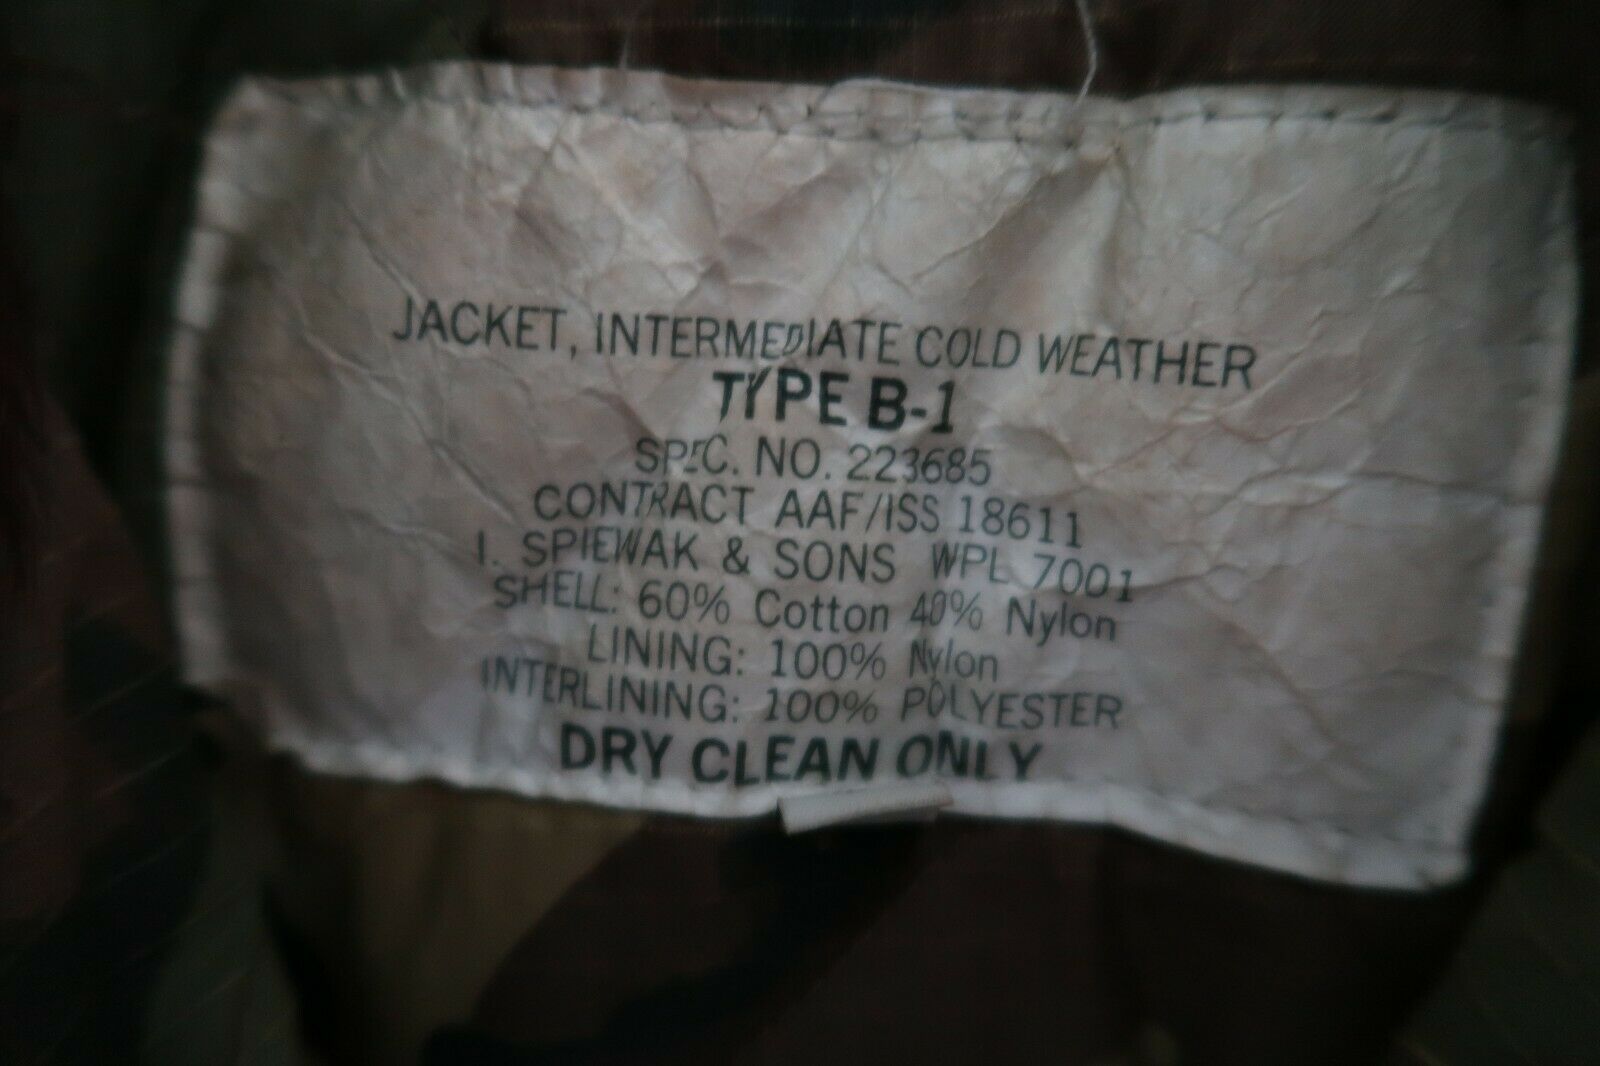 JACKET, INTERMEDIATE COLD WEATHER
TYPE B-1
SPEC. NO. 223685
CONTRACT AAF/ISS 18611
I. SPIEWAK & SONS WPL 7001
SHELL: 60% Cotton 40% Nylon
LINING: 100% Nylon
INTERLINING: 100% POLYESTER
DRY CLEAN ONLY